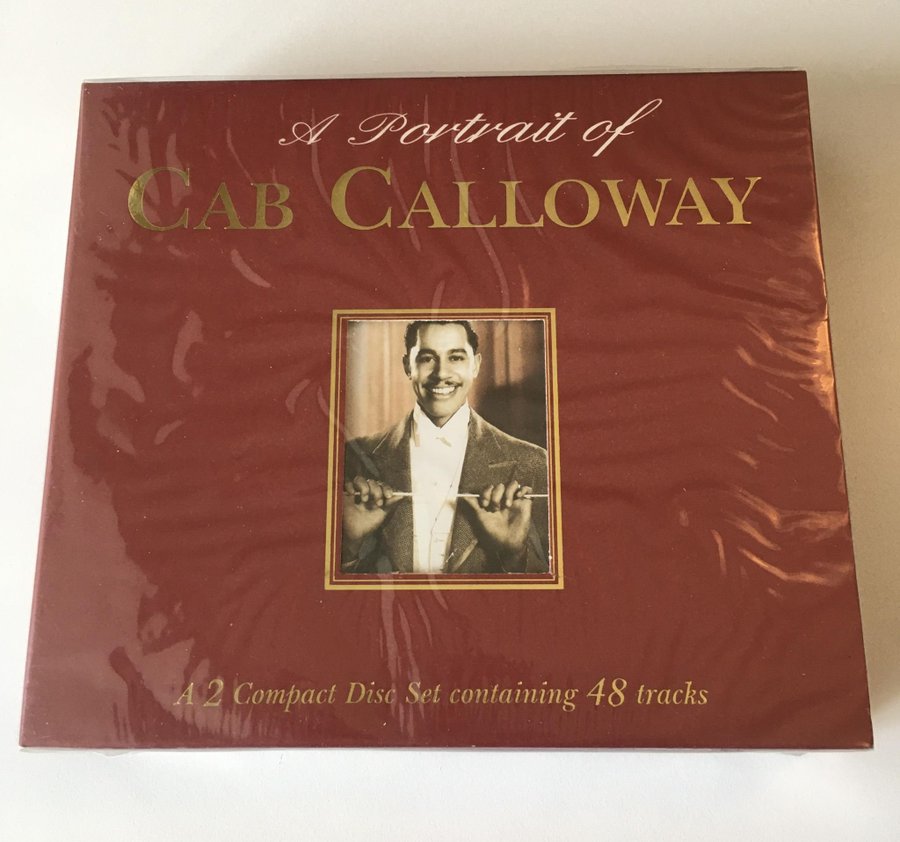 A Portrait of
CAB CALLOWAY
A 2 Compact Disc Set containing 48 tracks